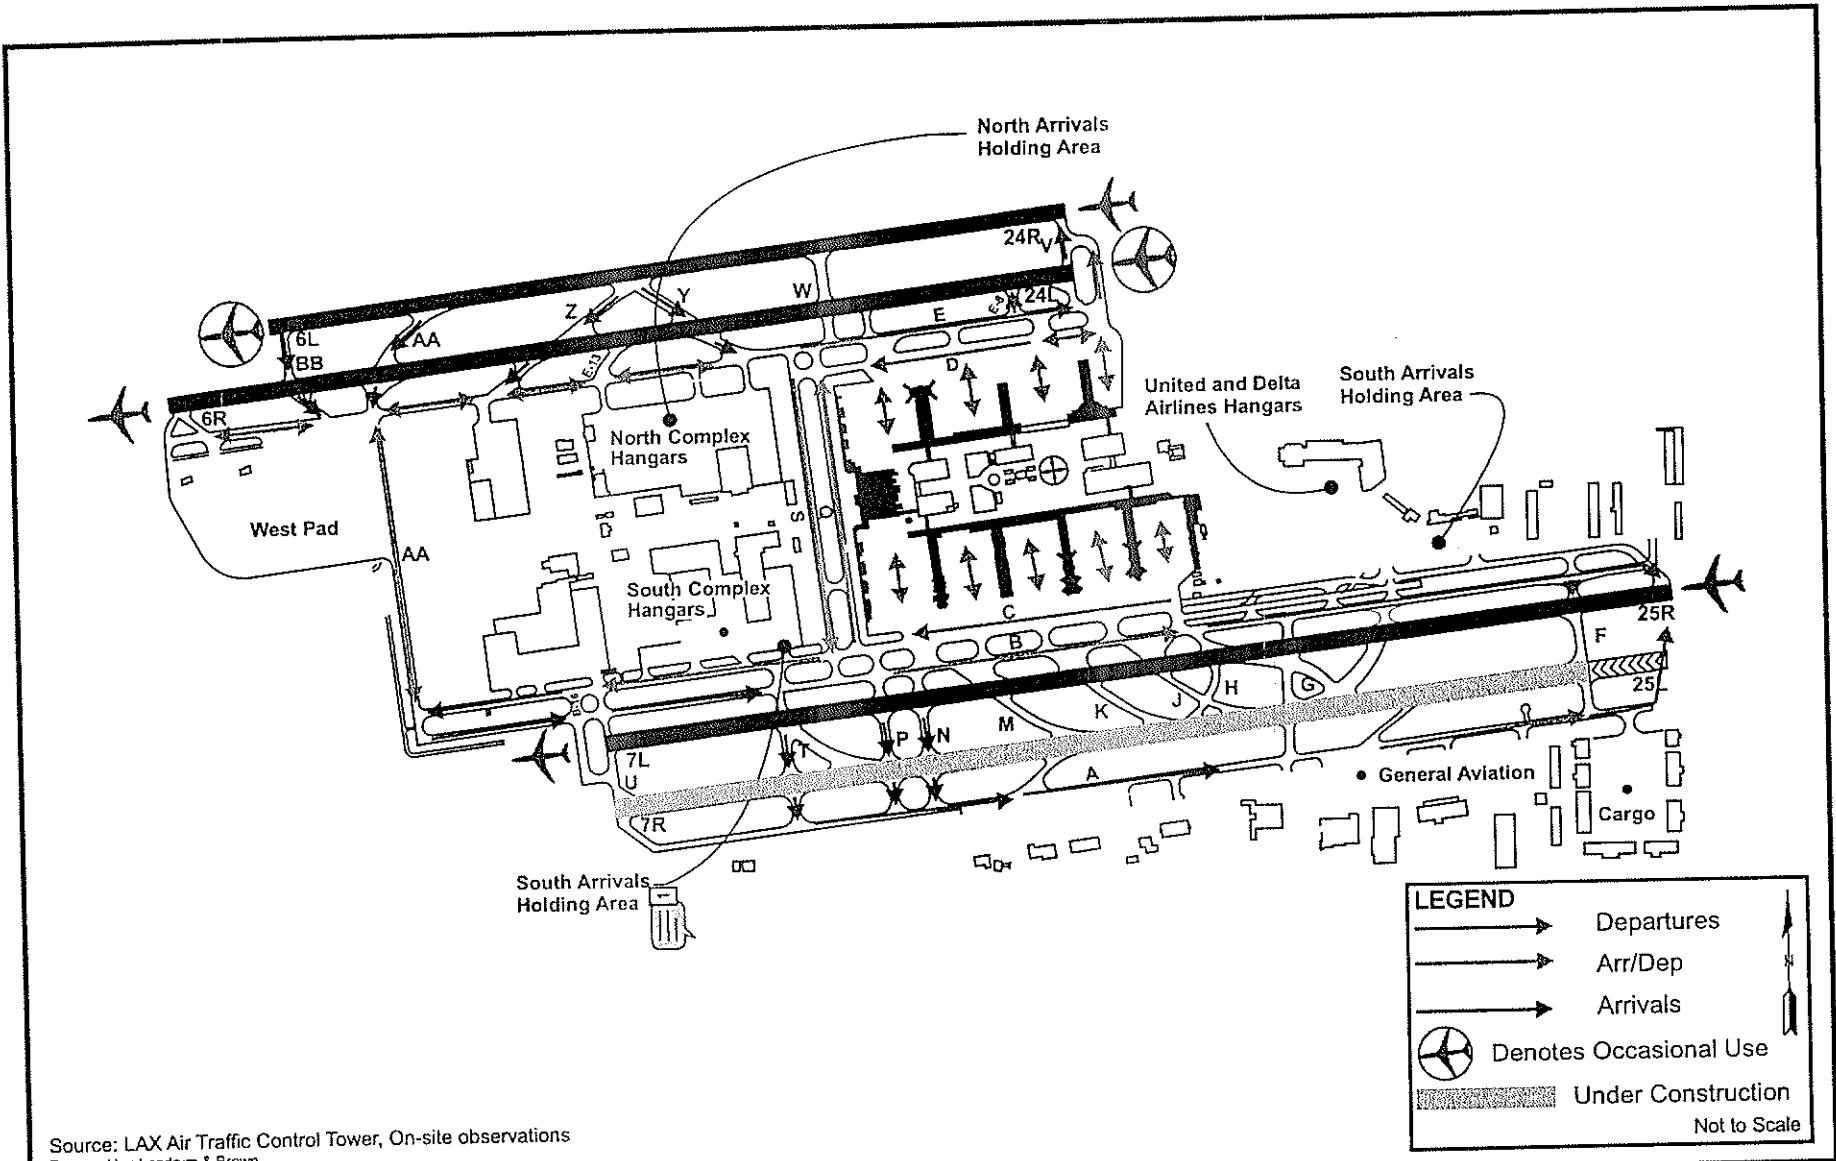 North Arrivals
Holding Area
24R
V
W
Y
Z
24L
E
6L
AA
BB
E-13
D
6R
United and Delta
Airlines Hangars
South Arrivals
Holding Area
North Complex
Hangars
S
Q
West Pad
AA
South Complex
Hangars
C
B
25R
F
H
G
25
J
K
M
N
P
T
7L
U
A
General Aviation
7R
Cargo
South Arrivals
Holding Area
LEGEND
Departures
Arr/Dep
N
Arrivals
Denotes Occasional Use
Under Construction
Not to Scale
Source: LAX Air Traffic Control Tower, On-site observations